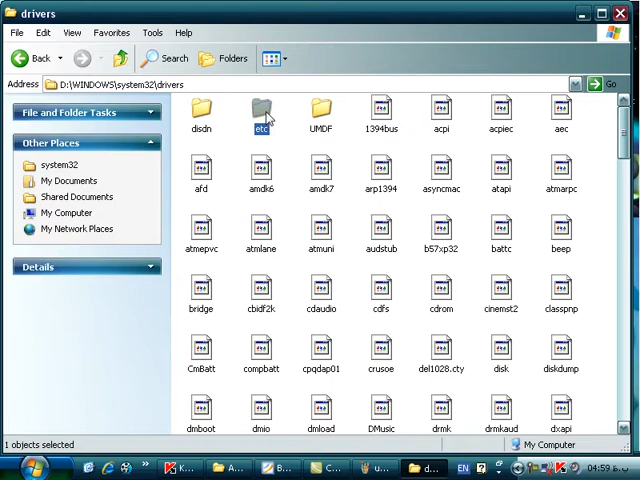 drivers
File Edit View Favorites Tools Help
Back Search Folders
Address D:\WINDOWS\system32\drivers Go
File and Folder Tasks
Other Places
system32
My Documents
Shared Documents
My Computer
My Network Places
Details
disdn etc UMDF 1394bus acpi acpiec aec
afd amdk6 amdk7 arp1394 asyncmac atapi atmarpc
atmepvc atmlane atmuni audstub b57xp32 battc beep
bridge cbidf2k cdaudio cdfs cdrom cinemst2 classpnp
CmBatt compbatt cpqdap01 crusoe del1028.cty disk diskdump
dmboot dmio dmload DMusic drmk drmkaud dxapi
1 objects selected My Computer
K... A... B... C... u... d... EN 04:59